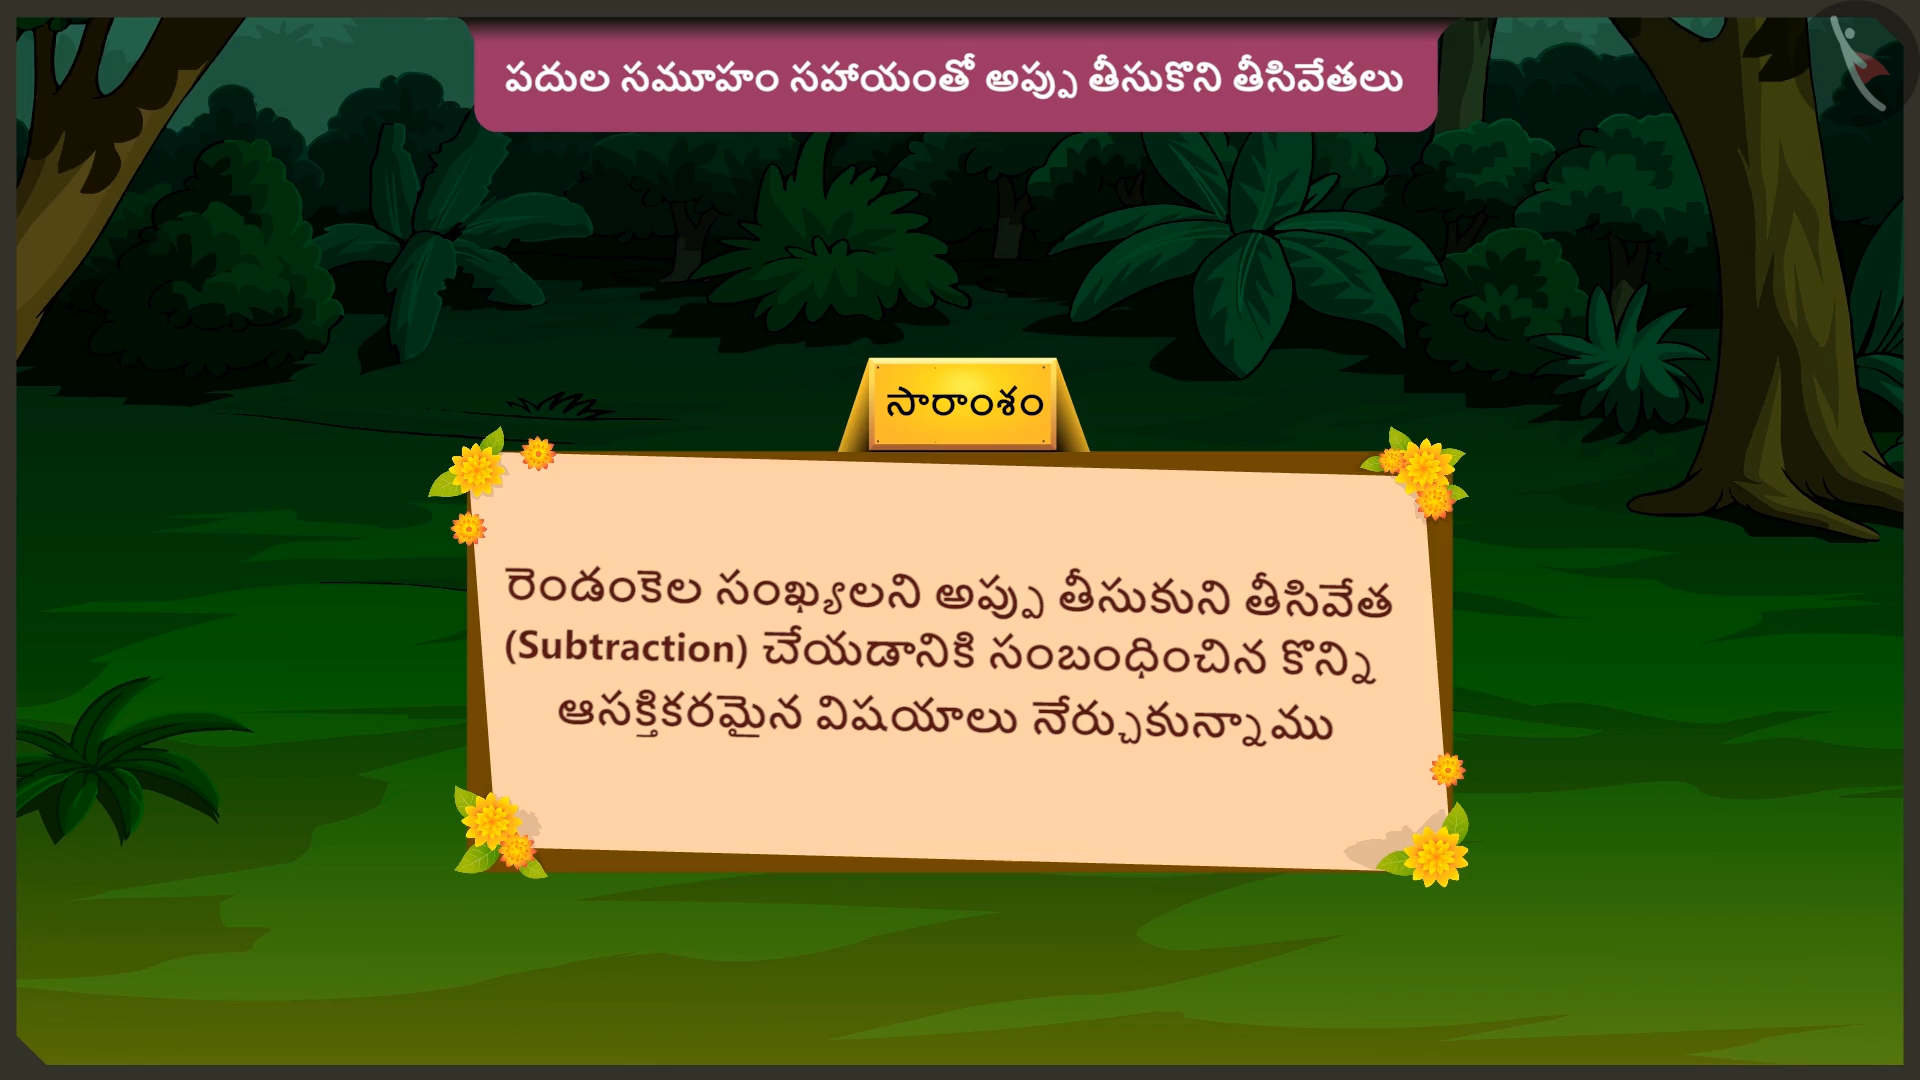 పదుల సమూహం సహాయంతో అప్పు తీసుకొని తీసివేతలు
సారాంశం
రెండంకెల సంఖ్యలని అప్పు తీసుకుని తీసివేత
(Subtraction) చేయడానికి సంబంధించిన కొన్ని
ఆసక్తికరమైన విషయాలు నేర్చుకున్నాము